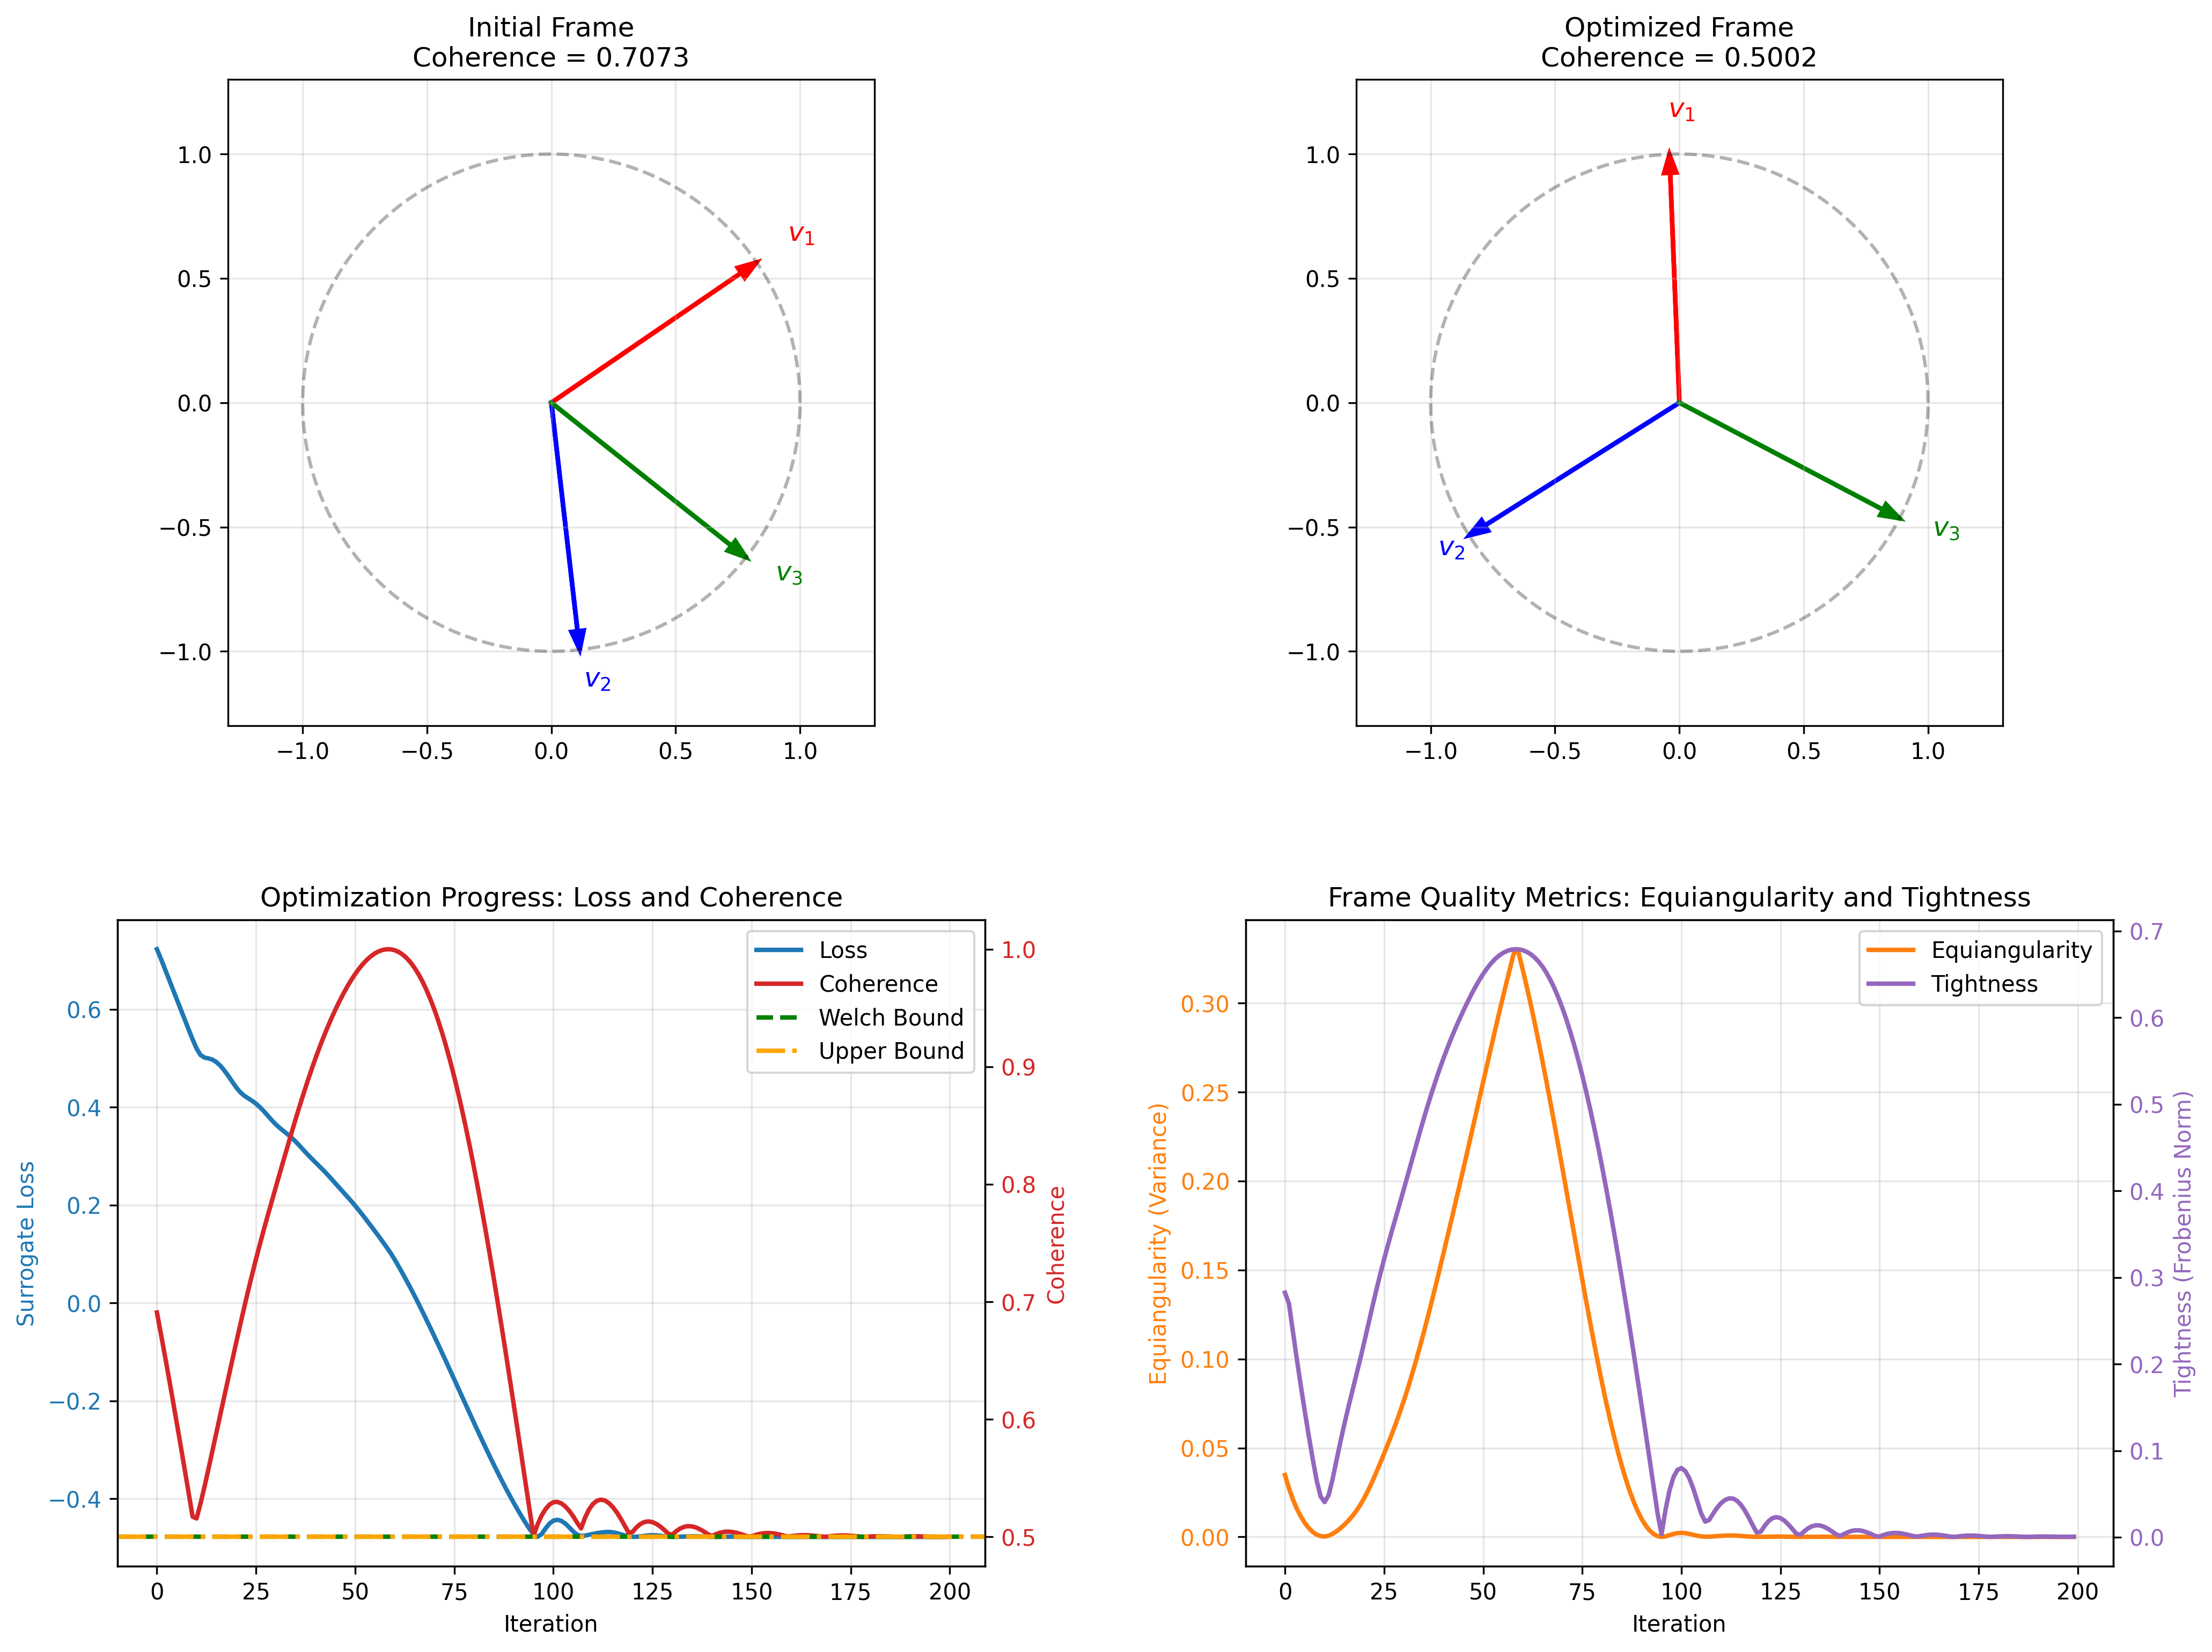 Initial Frame
Coherence = 0.7073
1.0
0.5
0.0
−0.5
−1.0
−1.0 −0.5 0.0 0.5 1.0
v1
v3
v2
Optimized Frame
Coherence = 0.5002
1.0
0.5
0.0
−0.5
−1.0
−1.0 −0.5 0.0 0.5 1.0
v1
v2
v3
Optimization Progress: Loss and Coherence
Surrogate Loss
0.6
0.4
0.2
0.0
−0.2
−0.4
Loss
Coherence
Welch Bound
Upper Bound
1.0
0.9
0.8
0.7
0.6
0.5
Coherence
0 25 50 75 100 125 150 175 200
Iteration
Frame Quality Metrics: Equiangularity and Tightness
Equiangularity (Variance)
0.30
0.25
0.20
0.15
0.10
0.05
0.00
Equiangularity
Tightness
0.7
0.6
0.5
0.4
0.3
0.2
0.1
0.0
Tightness (Frobenius Norm)
0 25 50 75 100 125 150 175 200
Iteration